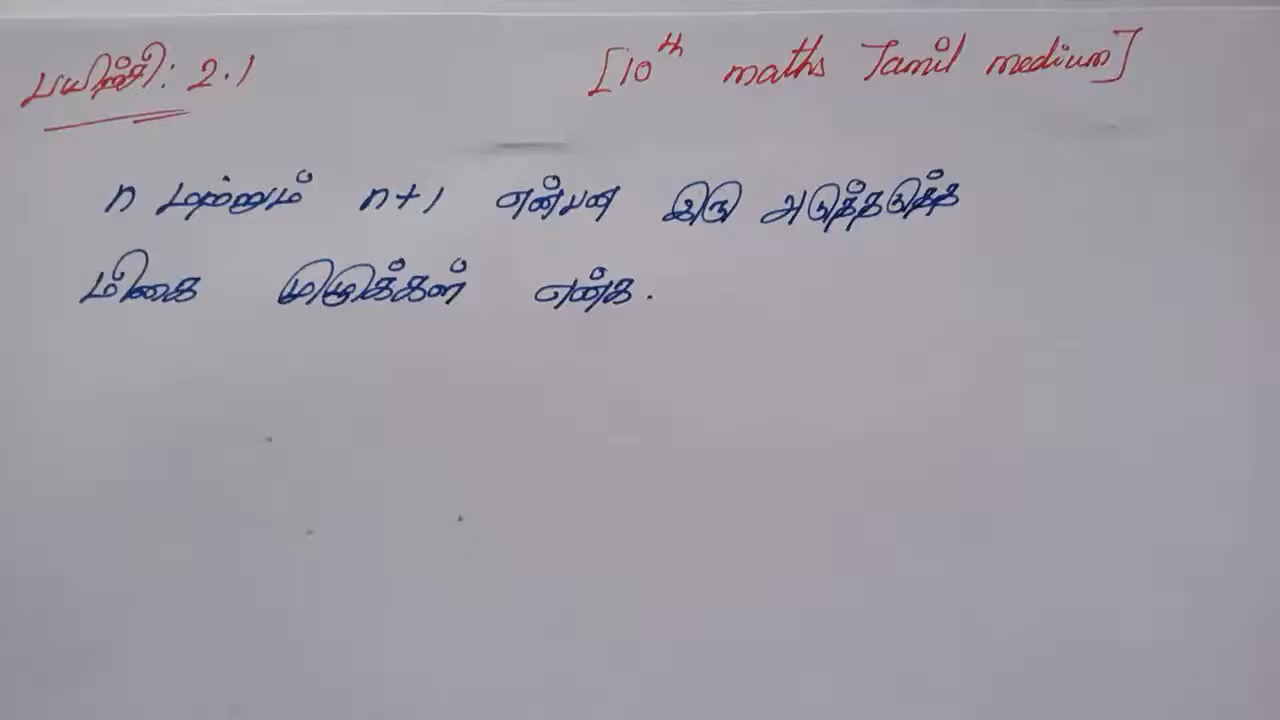 பயிற்சி: 2.1 [10th maths Tamil medium]
n மற்றும் n+1 என்பன இரு அடுத்தடுத்த
மிகை முழுக்கள் என்க.